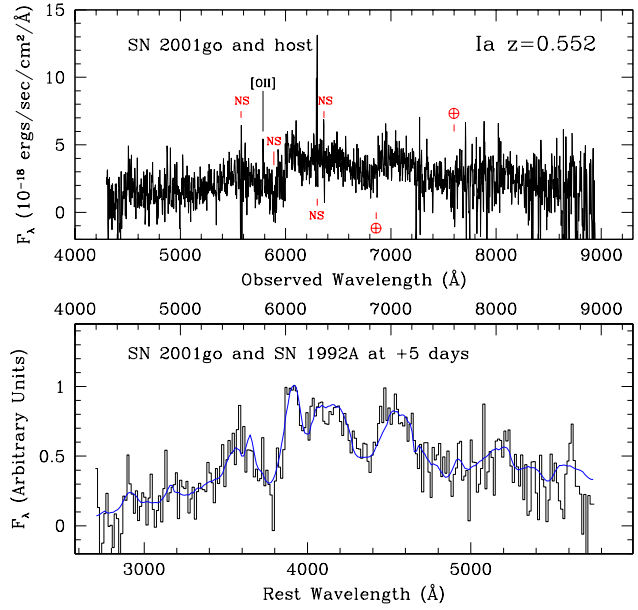 15
SN 2001go and host
Ia z=0.552
10
[OII]
NS
NS
⊕
NS
5
0
NS
⊕
F_λ (10⁻¹⁸ ergs/sec/cm²/Å)
4000 5000 6000 7000 8000 9000
Observed Wavelength (Å)
4000 5000 6000 7000 8000 9000
SN 2001go and SN 1992A at +5 days
1
0.5
0
F_λ (Arbitrary Units)
3000 4000 5000
Rest Wavelength (Å)